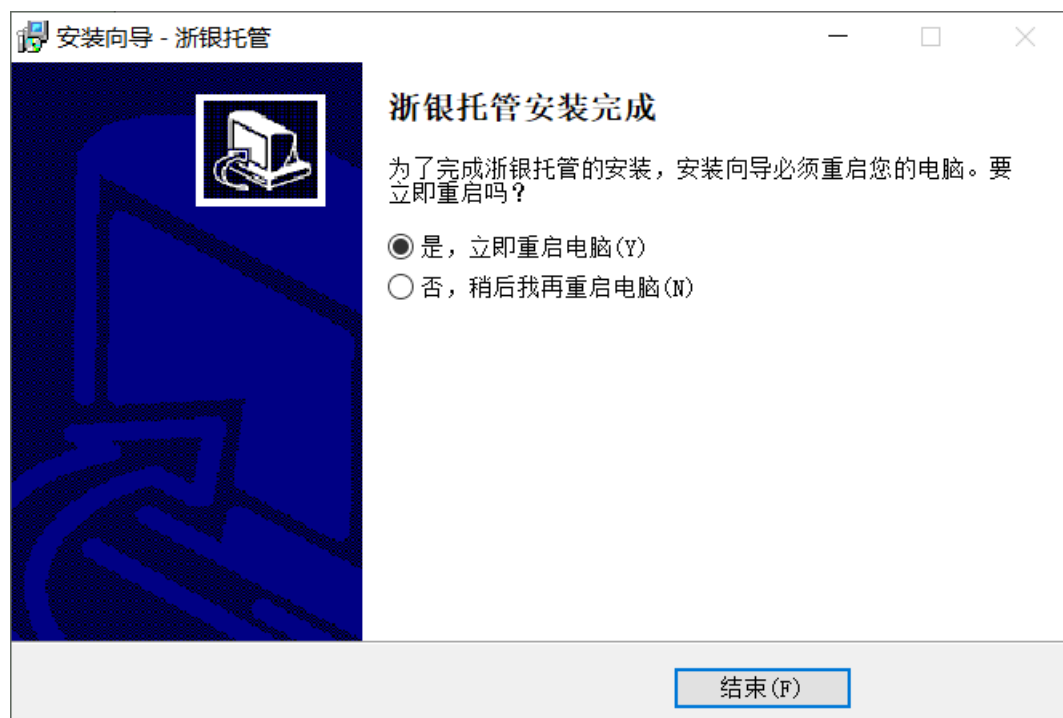 安装向导 - 浙银托管
浙银托管安装完成
为了完成浙银托管的安装，安装向导必须重启您的电脑。要
立即重启吗？
是，立即重启电脑(Y)
否，稍后我再重启电脑(N)
结束(F)